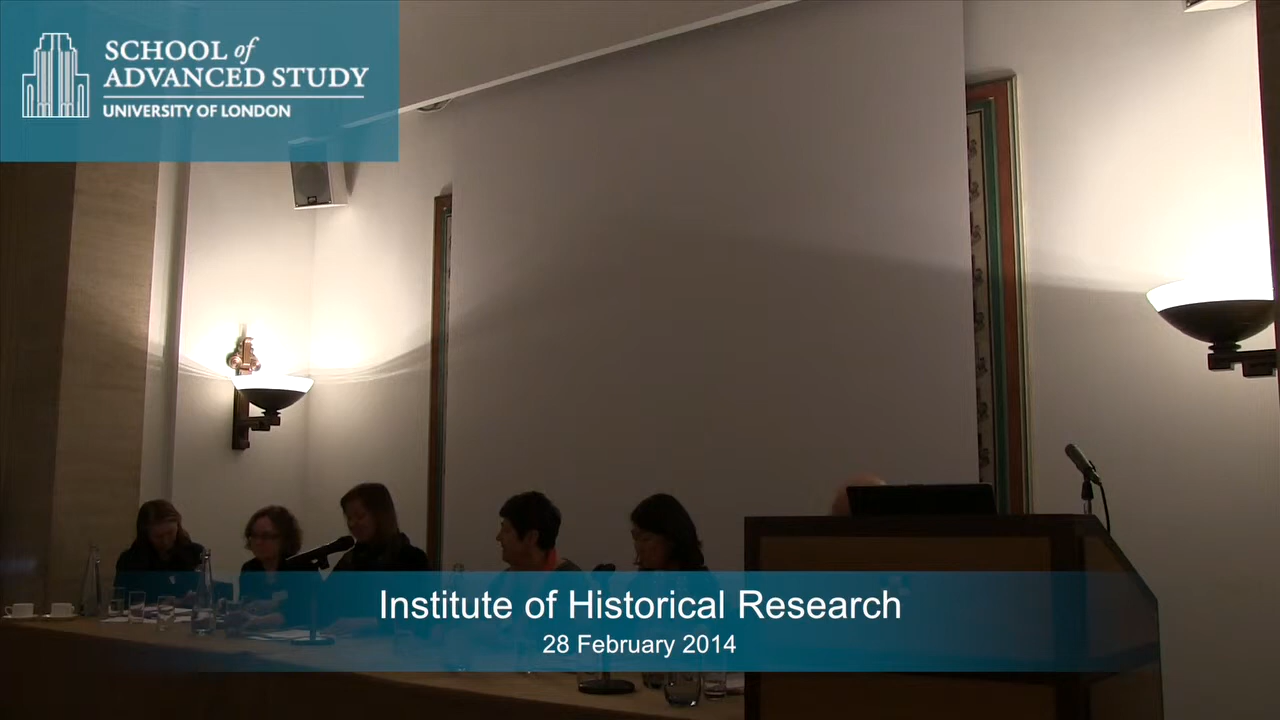 SCHOOL of
ADVANCED STUDY
UNIVERSITY OF LONDON
Institute of Historical Research
28 February 2014